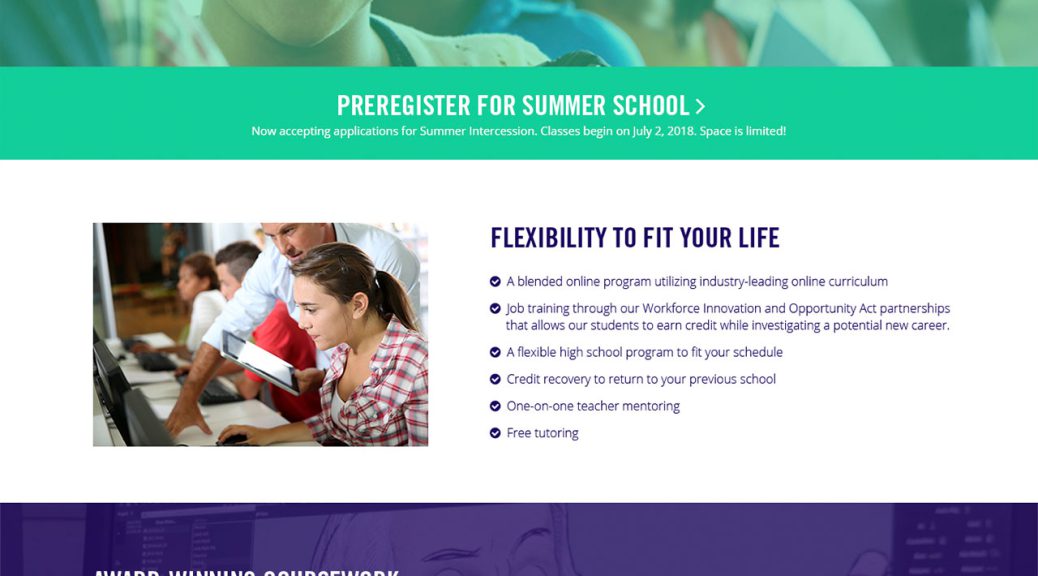 PREREGISTER FOR SUMMER SCHOOL >
Now accepting applications for Summer Intercession. Classes begin on July 2, 2018. Space is limited!
FLEXIBILITY TO FIT YOUR LIFE
A blended online program utilizing industry-leading online curriculum
Job training through our Workforce Innovation and Opportunity Act partnerships
that allows our students to earn credit while investigating a potential new career.
A flexible high school program to fit your schedule
Credit recovery to return to your previous school
One-on-one teacher mentoring
Free tutoring
AWARD-WINNING COURSEWORK